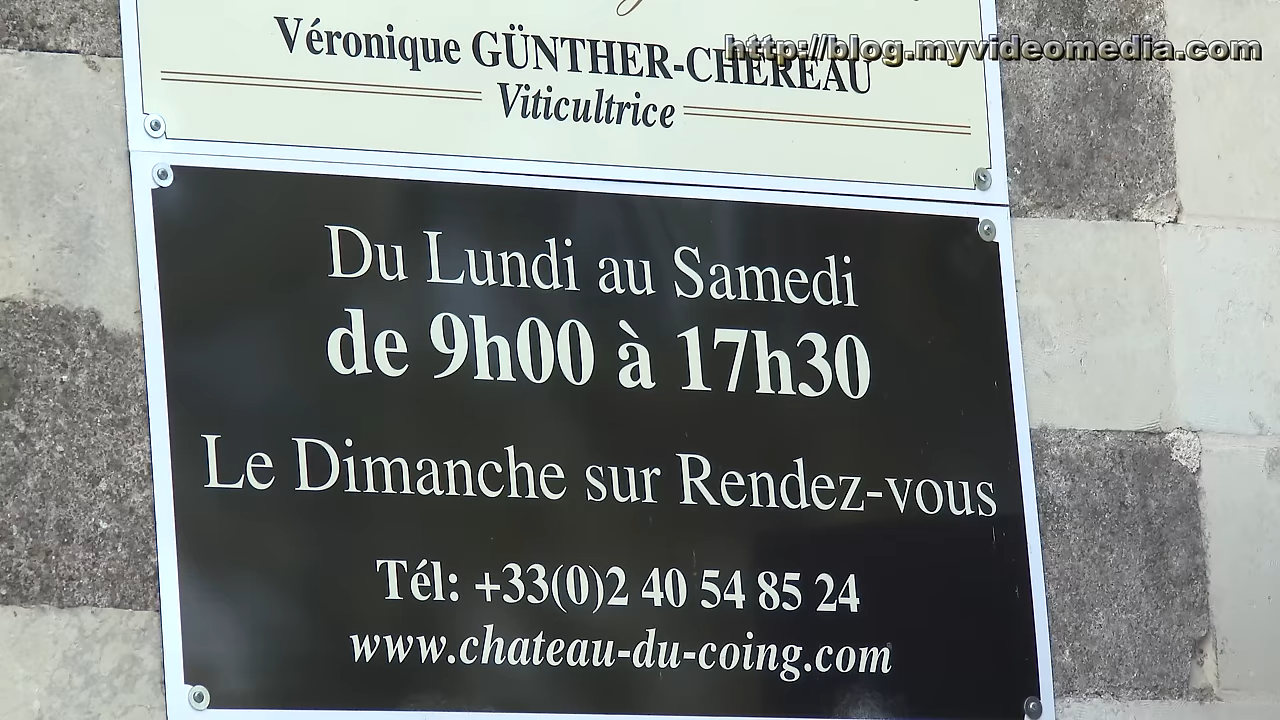 Véronique GÜNTHER-CHÉREAU
http://blog.myvideomedia.com
Viticultrice
Du Lundi au Samedi
de 9h00 à 17h30
Le Dimanche sur Rendez-vous
Tél: +33(0)2 40 54 85 24
www.chateau-du-coing.com